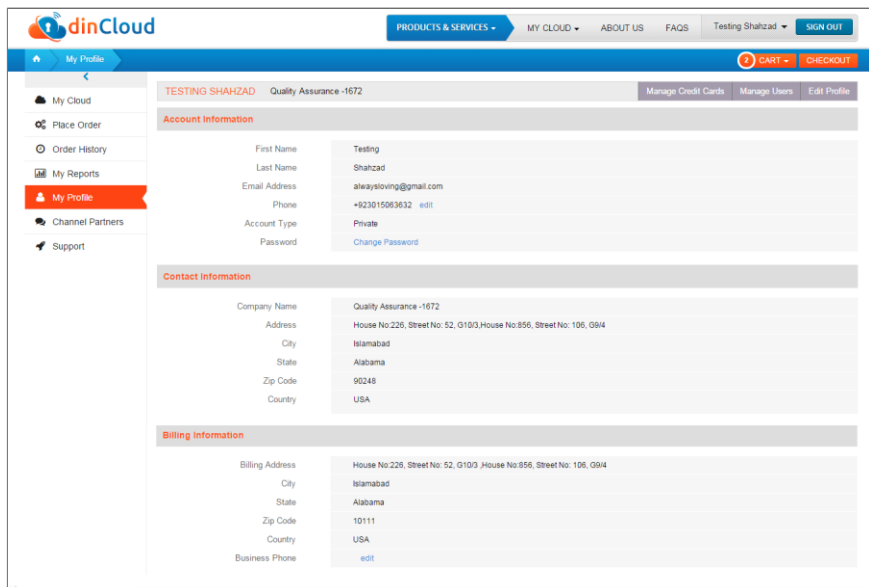 dinCloud
PRODUCTS & SERVICES MY CLOUD ABOUT US FAQS Testing Shahzad SIGN OUT
My Profile 2 CART CHECKOUT
My Cloud
Place Order
Order History
My Reports
My Profile
Channel Partners
Support
TESTING SHAHZAD Quality Assurance -1672 Manage Credit Cards Manage Users Edit Profile
Account Information
First Name Testing
Last Name Shahzad
Email Address alwaysloving@gmail.com
Phone +923015063632 edit
Account Type Private
Password Change Password
Contact Information
Company Name Quality Assurance -1672
Address House No:226, Street No: 52, G10/3,House No:856, Street No: 106, G9/4
City Islamabad
State Alabama
Zip Code 90248
Country USA
Billing Information
Billing Address House No:226, Street No: 52, G10/3 ,House No:856, Street No: 106, G9/4
City Islamabad
State Alabama
Zip Code 10111
Country USA
Business Phone edit